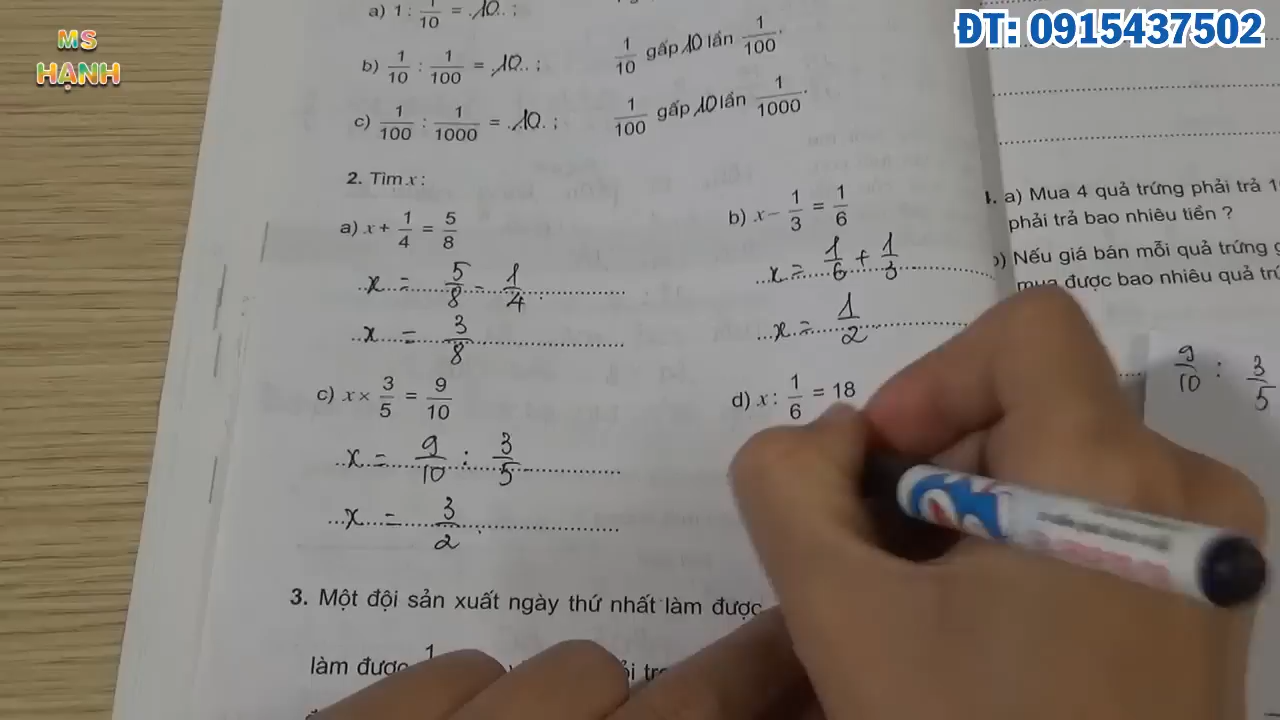 MS HẠNH
ĐT: 0915437502
a) 1 : 1/10 = .10. ;
b) 1/10 : 1/100 = .10. ; 1/10 gấp 10 lần 1/100.
c) 1/100 : 1/1000 = .10. ; 1/100 gấp 10 lần 1/1000.
2. Tìm x :
a) x + 1/4 = 5/8
x = 5/8 - 1/4
x = 3/8
b) x - 1/3 = 1/6
x = 1/6 + 1/3
x = 1/2
c) x × 3/5 = 9/10
x = 9/10 : 3/5
x = 3/2
d) x : 1/6 = 18
3. Một đội sản xuất ngày thứ nhất làm được
làm được 1
a) Mua 4 quả trứng phải trả
phải trả bao nhiêu tiền ?
Nếu giá bán mỗi quả trứng
mua được bao nhiêu quả
9/10 : 3/5